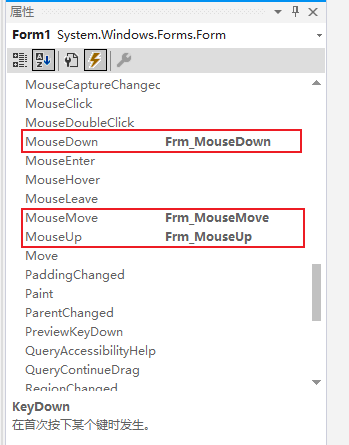 属性
Form1 System.Windows.Forms.Form
MouseCaptureChanged
MouseClick
MouseDoubleClick
MouseDown Frm_MouseDown
MouseEnter
MouseHover
MouseLeave
MouseMove Frm_MouseMove
MouseUp Frm_MouseUp
Move
PaddingChanged
Paint
ParentChanged
PreviewKeyDown
QueryAccessibilityHelp
QueryContinueDrag
RegionChanged
KeyDown
在首次按下某个键时发生。